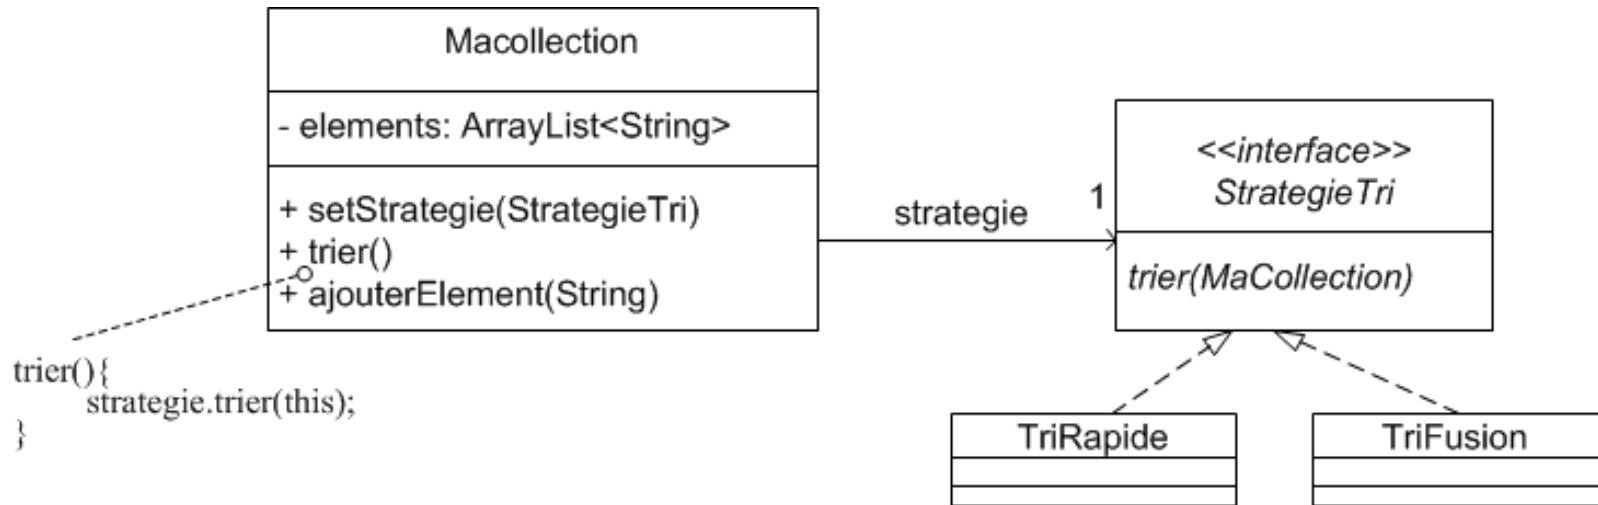 Macollection
- elements: ArrayList<String>
+ setStrategie(StrategieTri)
+ trier()
+ ajouterElement(String)
trier(){
strategie.trier(this);
}
strategie
1
<<interface>>
StrategieTri
trier(MaCollection)
TriRapide
TriFusion